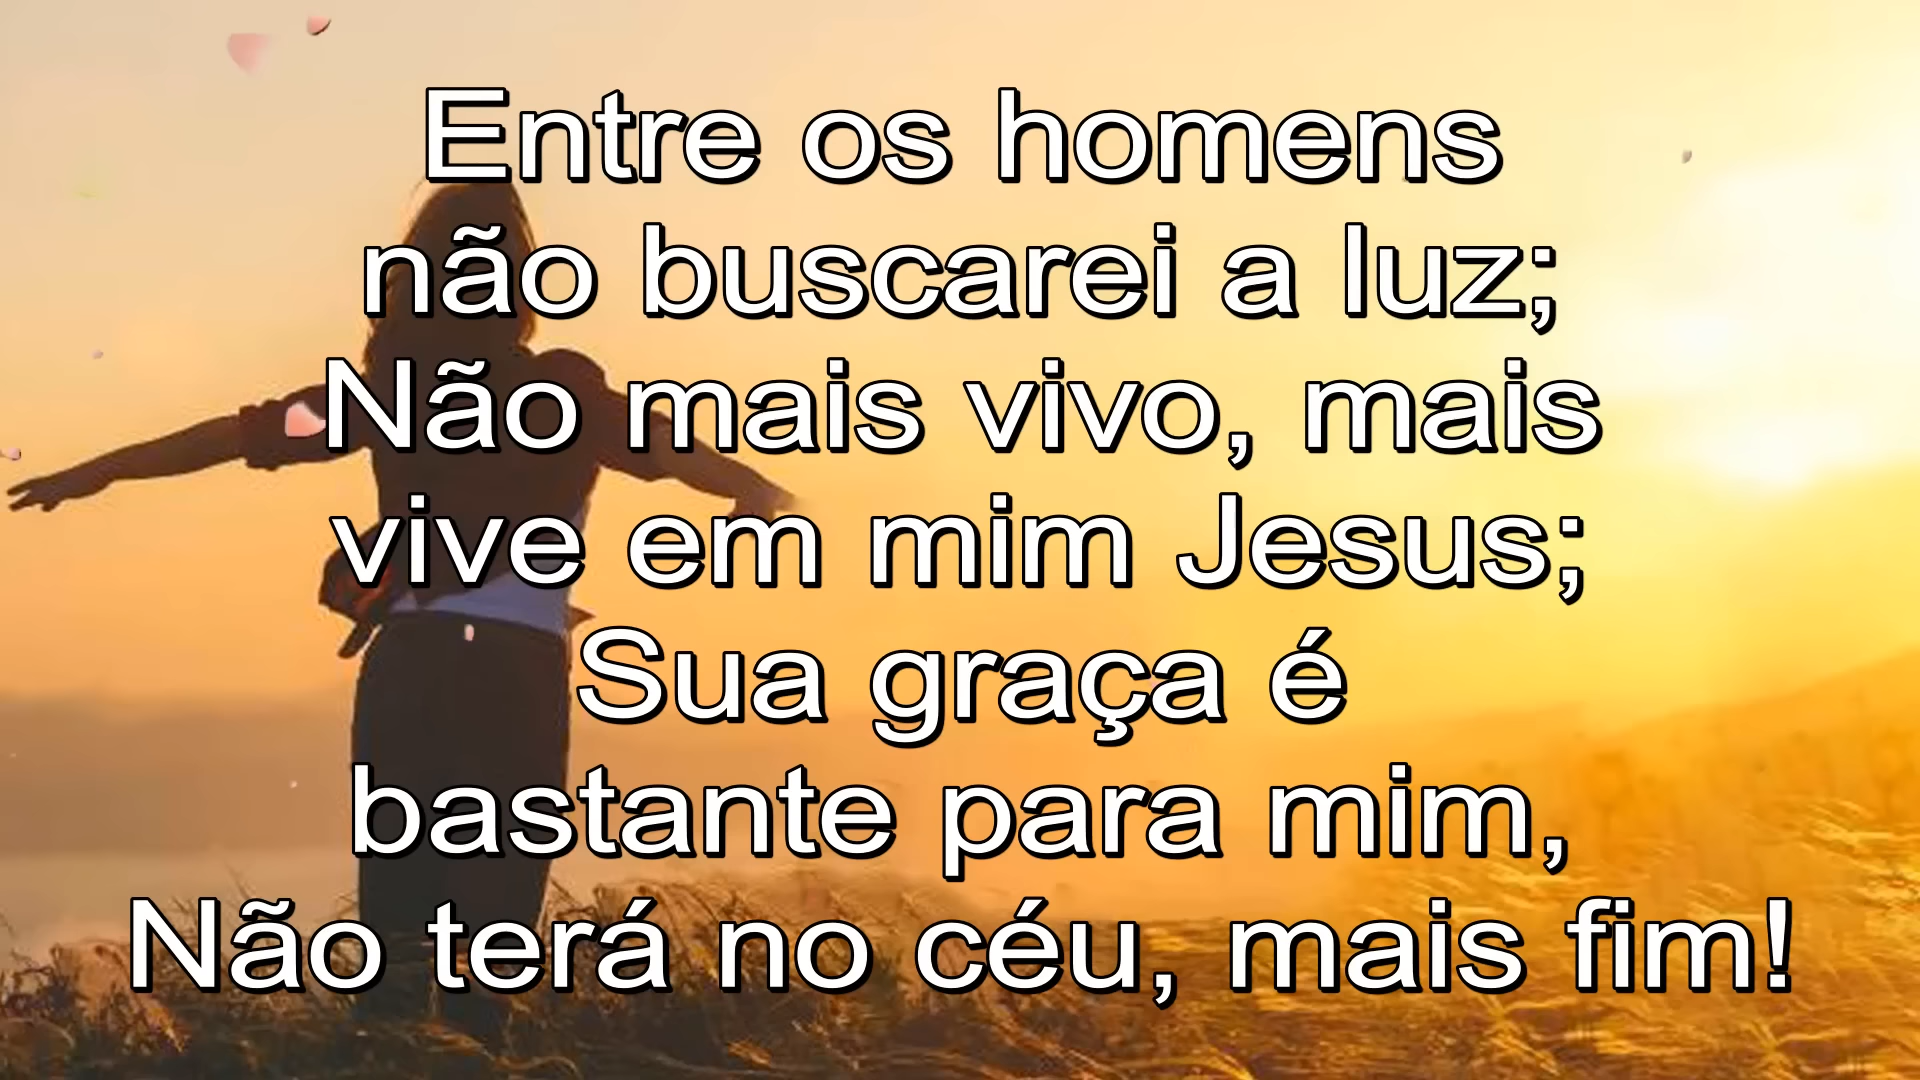 Entre os homens
não buscarei a luz;
Não mais vivo, mais
vive em mim Jesus;
Sua graça é
bastante para mim,
Não terá no céu, mais fim!